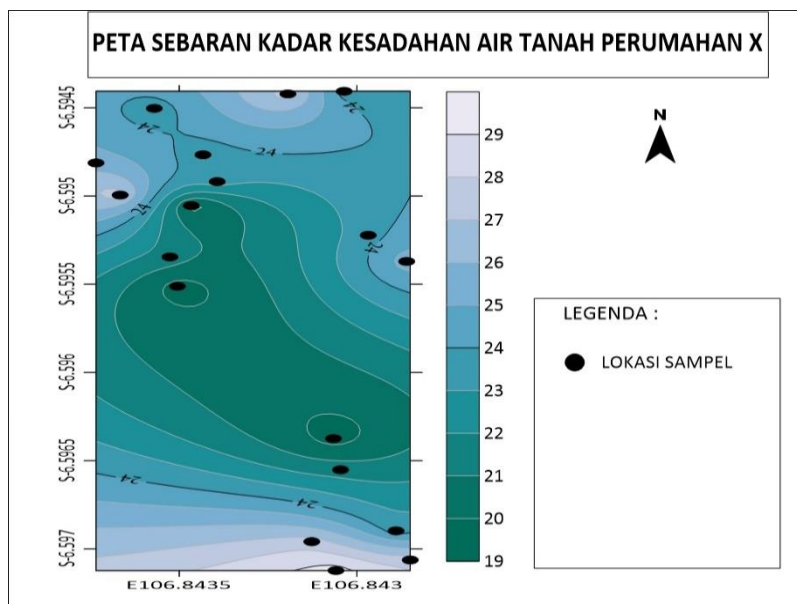 PETA SEBARAN KADAR KESADAHAN AIR TANAH PERUMAHAN X
S-6.5945
S-6.595
S-6.5955
S-6.596
S-6.5965
S-6.597
E106.8435
E106.843
24
24
24
24
24
24
29
28
27
26
25
24
23
22
21
20
19
N
LEGENDA :
LOKASI SAMPEL